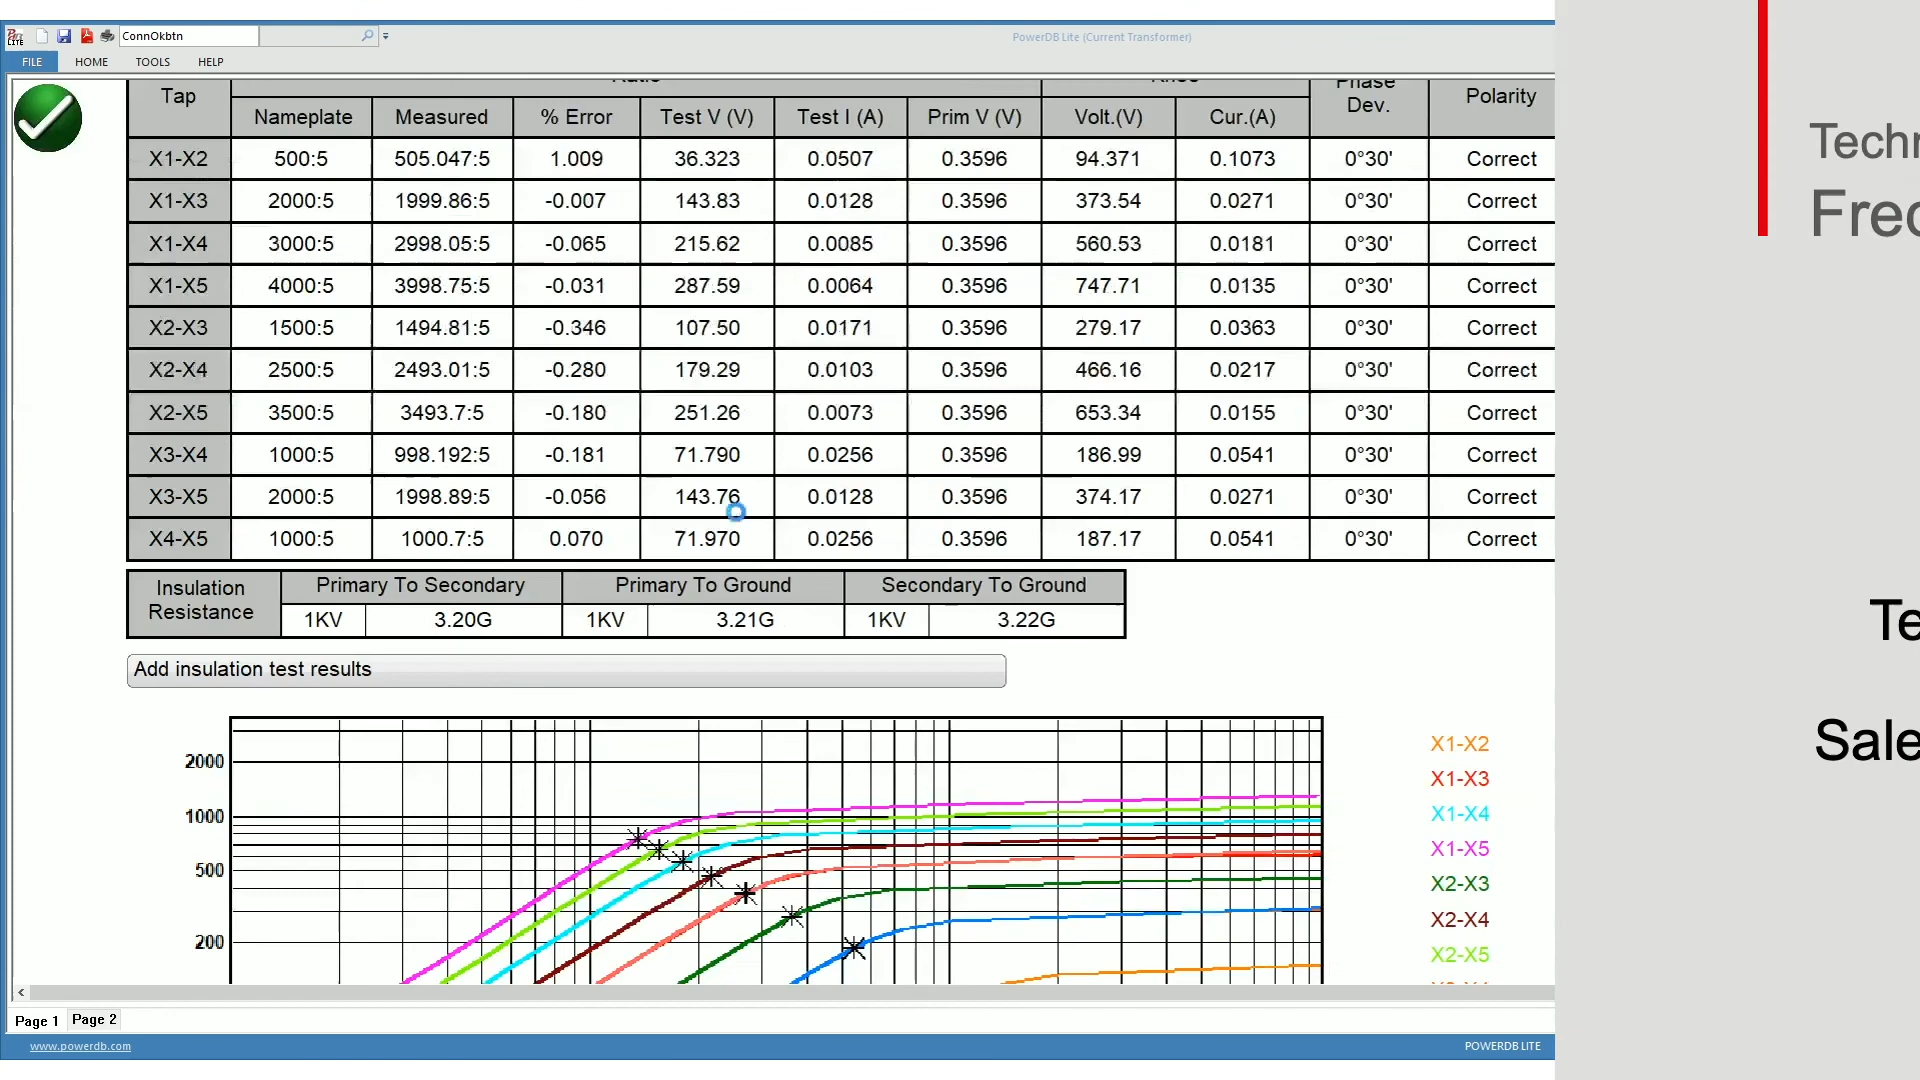 ConnOkbtn
PowerDB Lite (Current Transformer)
FILE HOME TOOLS HELP
Tap Phase Dev. Polarity
Nameplate Measured % Error Test V (V) Test I (A) Prim V (V) Volt.(V) Cur.(A)
X1-X2 500:5 505.047:5 1.009 36.323 0.0507 0.3596 94.371 0.1073 0°30' Correct
X1-X3 2000:5 1999.86:5 -0.007 143.83 0.0128 0.3596 373.54 0.0271 0°30' Correct
X1-X4 3000:5 2998.05:5 -0.065 215.62 0.0085 0.3596 560.53 0.0181 0°30' Correct
X1-X5 4000:5 3998.75:5 -0.031 287.59 0.0064 0.3596 747.71 0.0135 0°30' Correct
X2-X3 1500:5 1494.81:5 -0.346 107.50 0.0171 0.3596 279.17 0.0363 0°30' Correct
X2-X4 2500:5 2493.01:5 -0.280 179.29 0.0103 0.3596 466.16 0.0217 0°30' Correct
X2-X5 3500:5 3493.7:5 -0.180 251.26 0.0073 0.3596 653.34 0.0155 0°30' Correct
X3-X4 1000:5 998.192:5 -0.181 71.790 0.0256 0.3596 186.99 0.0541 0°30' Correct
X3-X5 2000:5 1998.89:5 -0.056 143.76 0.0128 0.3596 374.17 0.0271 0°30' Correct
X4-X5 1000:5 1000.7:5 0.070 71.970 0.0256 0.3596 187.17 0.0541 0°30' Correct
Insulation Resistance Primary To Secondary Primary To Ground Secondary To Ground
1KV 3.20G 1KV 3.21G 1KV 3.22G
Add insulation test results
2000
1000
500
200
X1-X2
X1-X3
X1-X4
X1-X5
X2-X3
X2-X4
X2-X5
Page 1 Page 2
www.powerdb.com
POWERDB LITE